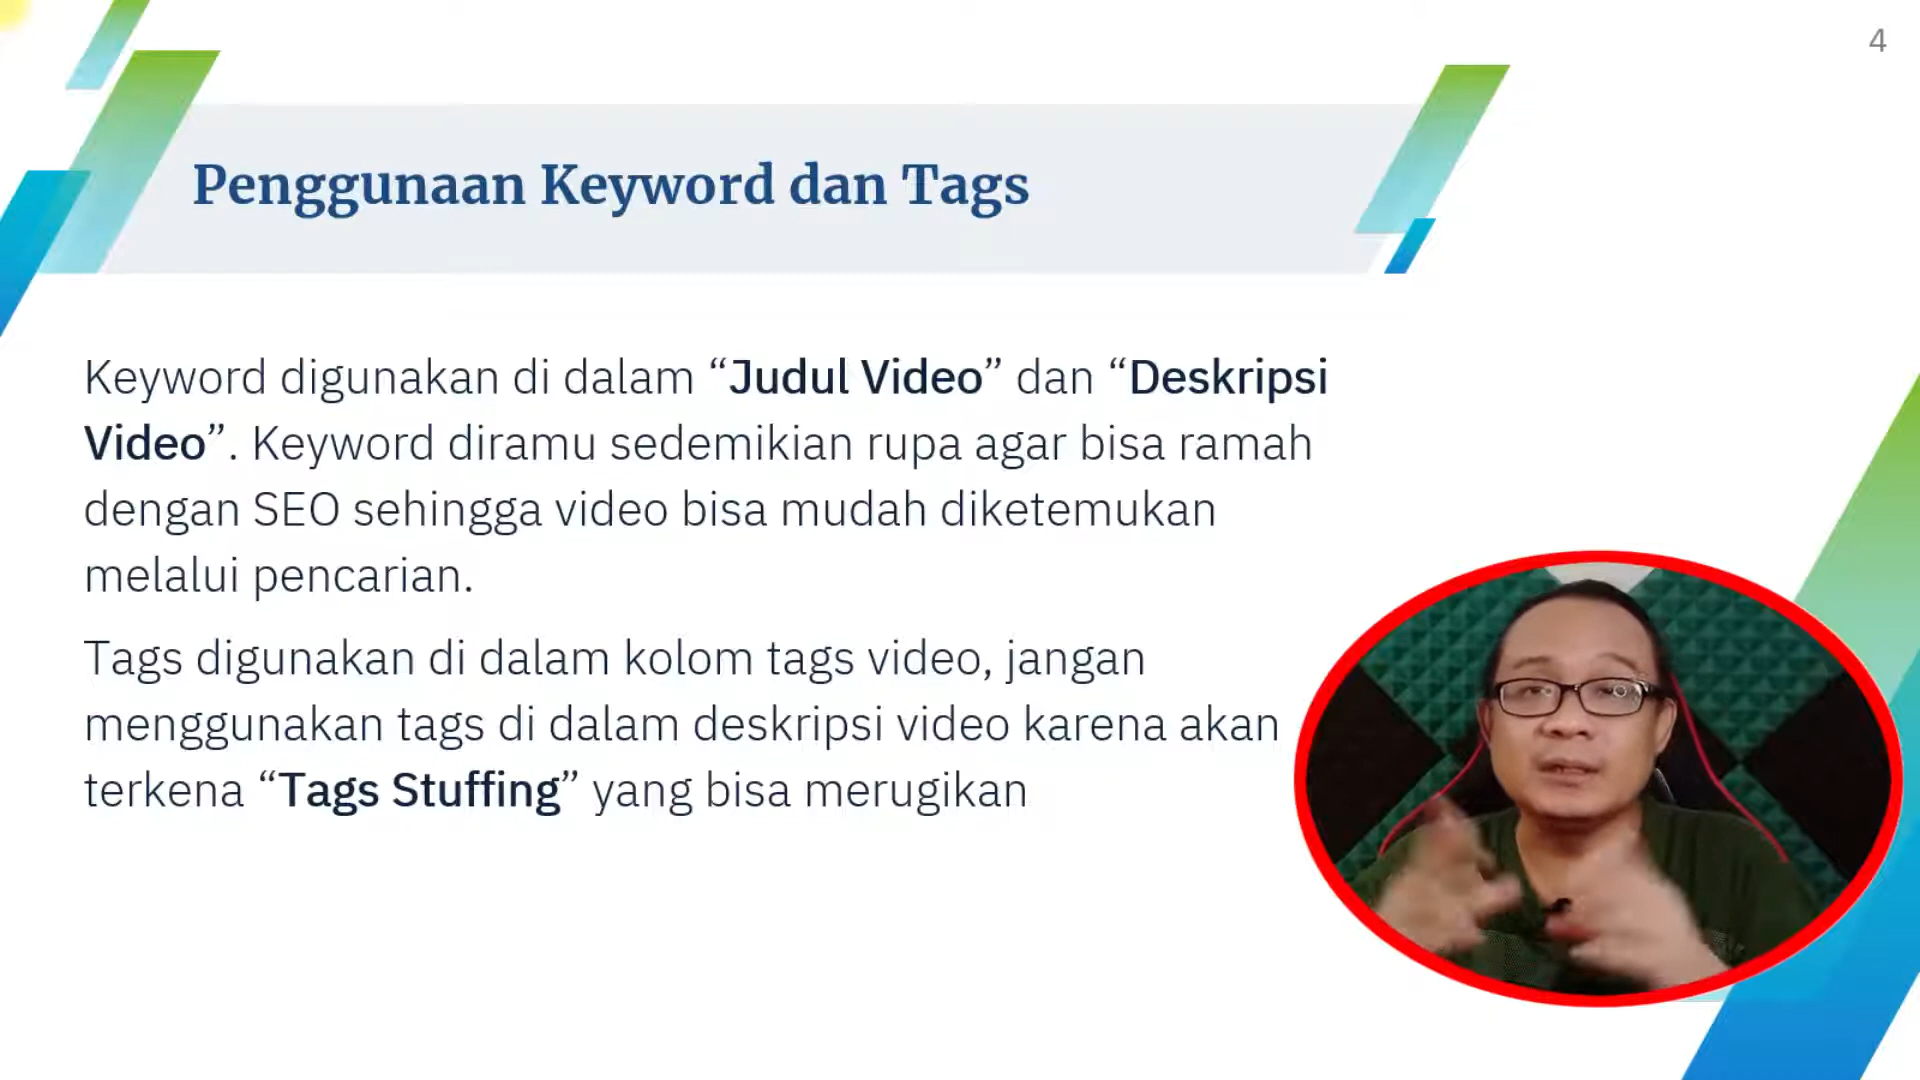 4
Penggunaan Keyword dan Tags
Keyword digunakan di dalam “Judul Video” dan “Deskripsi
Video”. Keyword diramu sedemikian rupa agar bisa ramah
dengan SEO sehingga video bisa mudah diketemukan
melalui pencarian.
Tags digunakan di dalam kolom tags video, jangan
menggunakan tags di dalam deskripsi video karena akan
terkena “Tags Stuffing” yang bisa merugikan